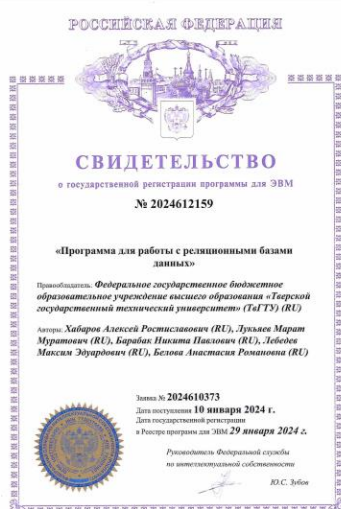 РОССИЙСКАЯ ФЕДЕРАЦИЯ
СВИДЕТЕЛЬСТВО
о государственной регистрации программы для ЭВМ
№ 2024612159
«Программа для работы с реляционными базами
данных»
Правообладатель: Федеральное государственное бюджетное
образовательное учреждение высшего образования «Тверской
государственный технический университет» (ТвГТУ) (RU)
Авторы: Хабаров Алексей Ростиславович (RU), Лукьяев Марат
Муратович (RU), Барабак Никита Павлович (RU), Лебедев
Максим Эдуардович (RU), Белова Анастасия Романовна (RU)
Заявка № 2024610373
Дата поступления 10 января 2024 г.
Дата государственной регистрации
в Реестре программ для ЭВМ 29 января 2024 г.
Руководитель Федеральной службы
по интеллектуальной собственности
Ю.С. Зубов